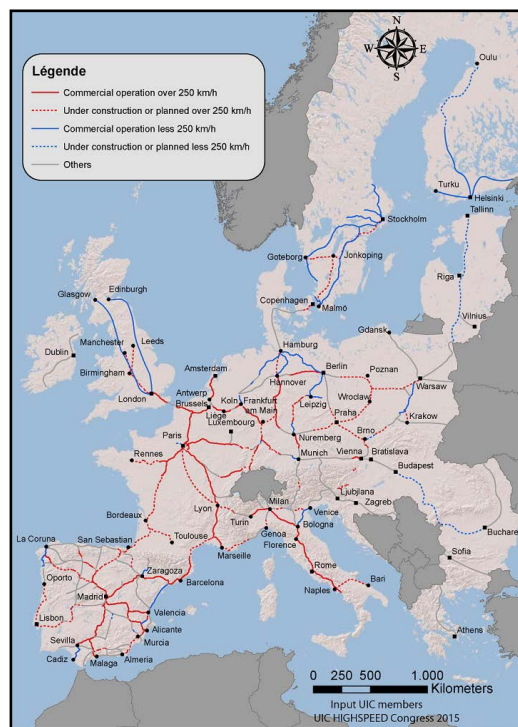 N
W
E
S
Légende
Commercial operation over 250 km/h
Under construction or planned over 250 km/h
Commercial operation less 250 km/h
Under construction or planned less 250 km/h
Others
Oulu
Turku
Helsinki
Tallinn
Stockholm
Goteborg
Jonkoping
Riga
Copenhagen
Malmö
Vilnius
Glasgow
Edinburgh
Gdansk
Dublin
Manchester
Leeds
Hamburg
Birmingham
Amsterdam
Hannover
Berlin
Poznan
Warsaw
London
Antwerp
Brussels
Koln
Frankfurt
am Main
Leipzig
Wroclaw
Liège
Luxembourg
Praha
Krakow
Paris
Nuremberg
Brno
Rennes
Munich
Vienna
Bratislava
Budapest
Lyon
Milan
Ljubljana
Zagreb
Bordeaux
Turin
Venice
Buchare
La Coruna
San Sebastian
Toulouse
Genoa
Bologna
Florence
Marseille
Sofia
Oporto
Zaragoza
Barcelona
Rome
Bari
Madrid
Naples
Lisbon
Valencia
Alicante
Sevilla
Murcia
Athens
Cadiz
Malaga
Almeria
0 250 500 1.000
Kilometers
Input UIC members
UIC HIGHSPEED Congress 2015